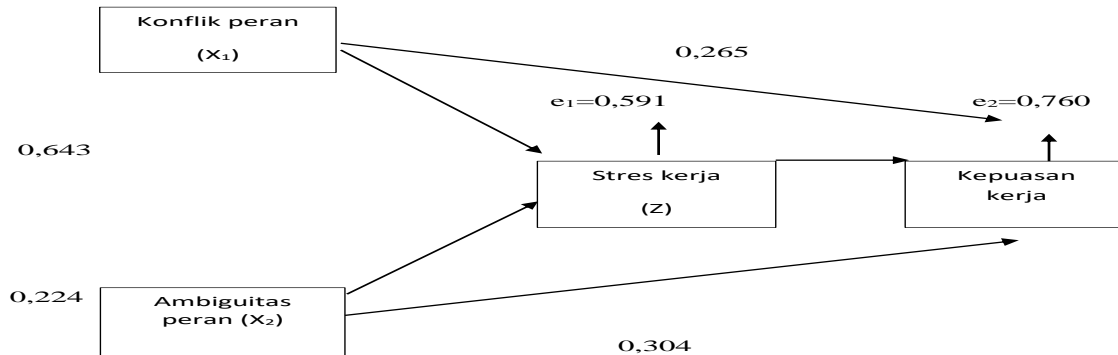 Konflik peran
(X₁)
0,265
e₁=0,591
e₂=0,760
0,643
Stres kerja
(Z)
Kepuasan
kerja
0,224
Ambiguitas
peran (X₂)
0,304